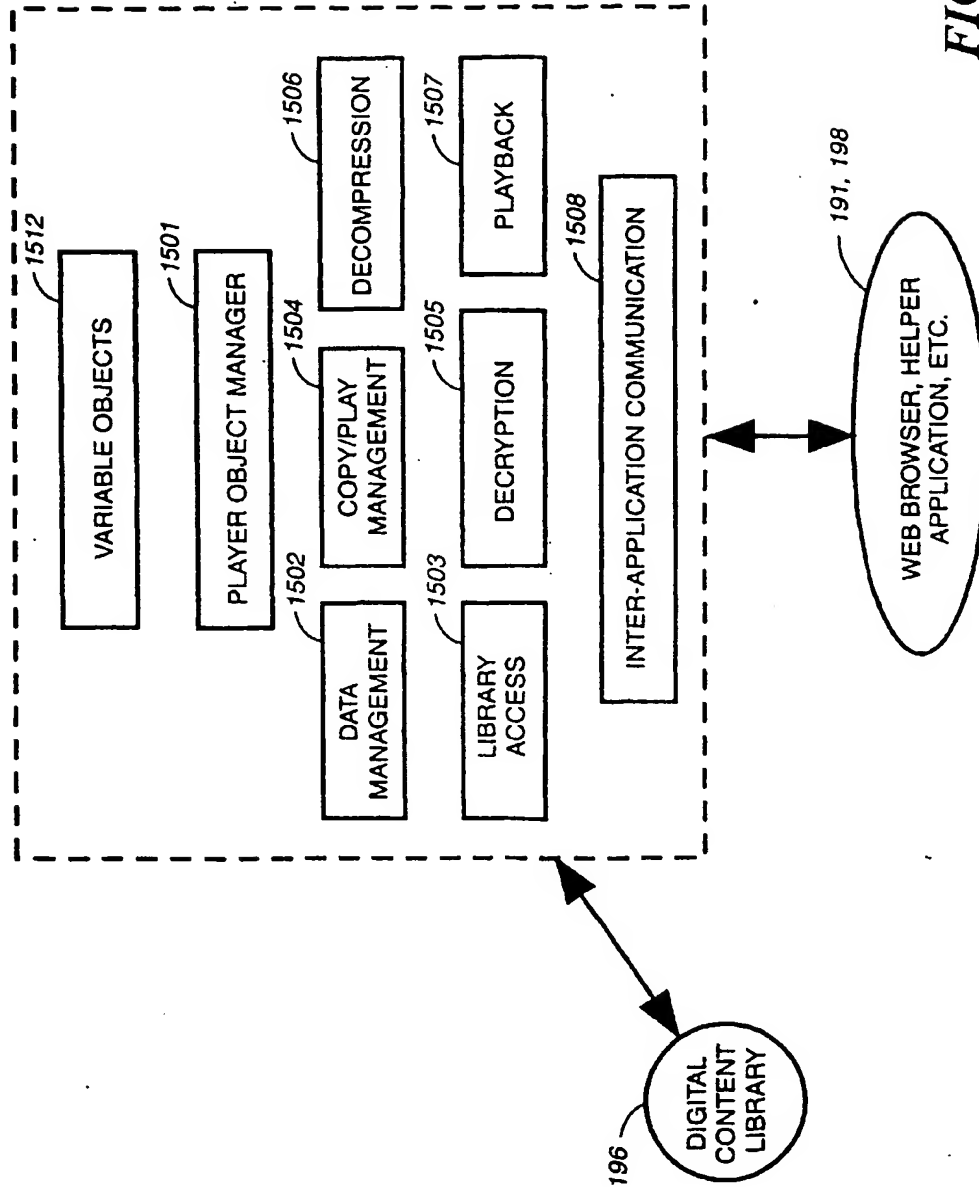 1512
VARIABLE OBJECTS
1501
PLAYER OBJECT MANAGER
1502
DATA
MANAGEMENT
1504
COPY/PLAY
MANAGEMENT
1506
DECOMPRESSION
1503
LIBRARY
ACCESS
1505
DECRYPTION
1507
PLAYBACK
1508
INTER-APPLICATION COMMUNICATION
196
DIGITAL
CONTENT
LIBRARY
191, 198
WEB BROWSER, HELPER
APPLICATION, ETC.
FIG